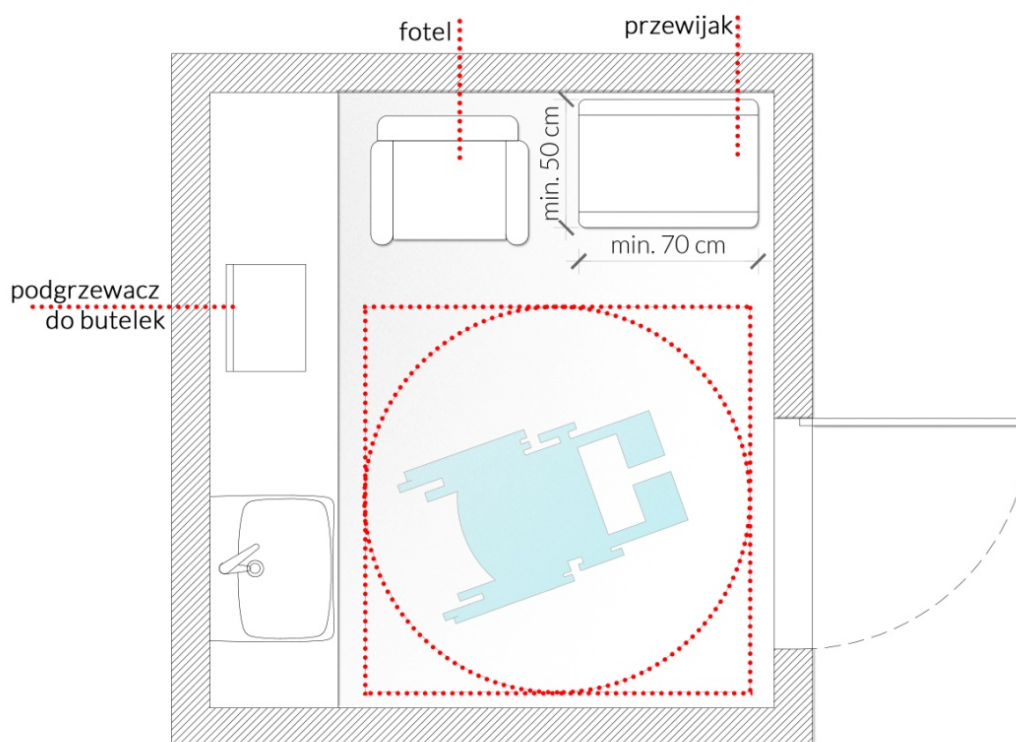 fotel
przewijak
min. 50 cm
min. 70 cm
podgrzewacz
do butelek